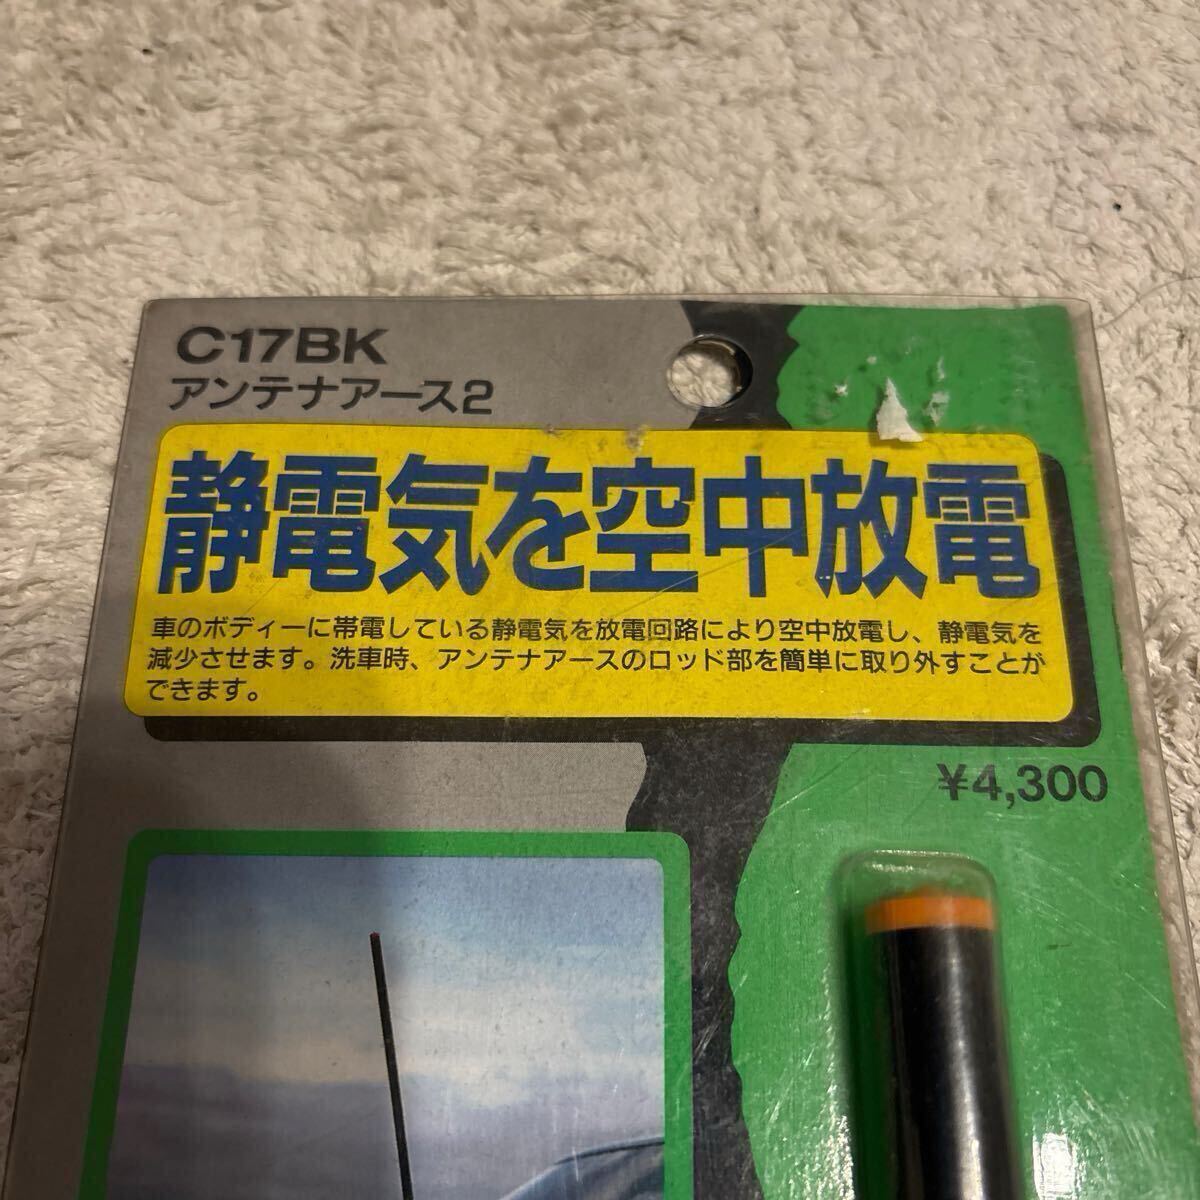 C17BK
アンテナアース2
静電気を空中放電
車のボディーに帯電している静電気を放電回路により空中放電し、静電気を
減少させます。洗車時、アンテナアースのロッド部を簡単に取り外すことが
できます。
¥4,300